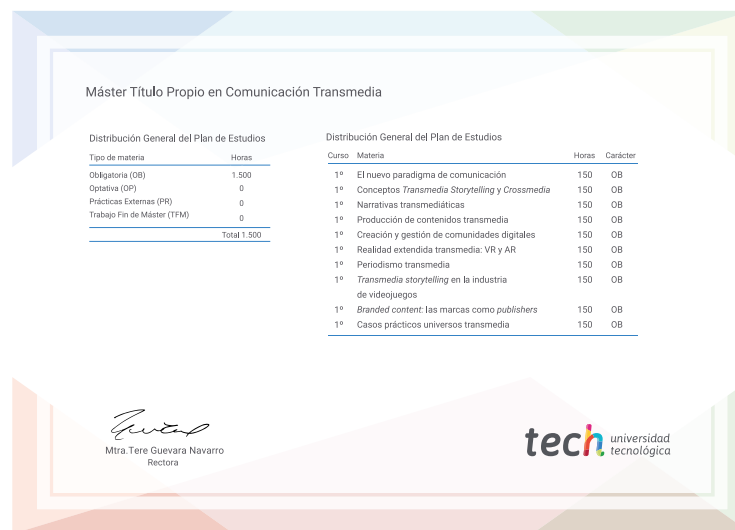 Máster Título Propio en Comunicación Transmedia
Distribución General del Plan de Estudios
Tipo de materia Horas
Obligatoria (OB) 1.500
Optativa (OP) 0
Prácticas Externas (PR) 0
Trabajo Fin de Máster (TFM) 0
Total 1.500
Distribución General del Plan de Estudios
Curso Materia Horas Carácter
1º El nuevo paradigma de comunicación 150 OB
1º Conceptos Transmedia Storytelling y Crossmedia 150 OB
1º Narrativas transmediáticas 150 OB
1º Producción de contenidos transmedia 150 OB
1º Creación y gestión de comunidades digitales 150 OB
1º Realidad extendida transmedia: VR y AR 150 OB
1º Periodismo transmedia 150 OB
1º Transmedia storytelling en la industria 150 OB
de videojuegos
1º Branded content: las marcas como publishers 150 OB
1º Casos prácticos universos transmedia 150 OB
Mtra.Tere Guevara Navarro
Rectora
tech universidad
tecnológica